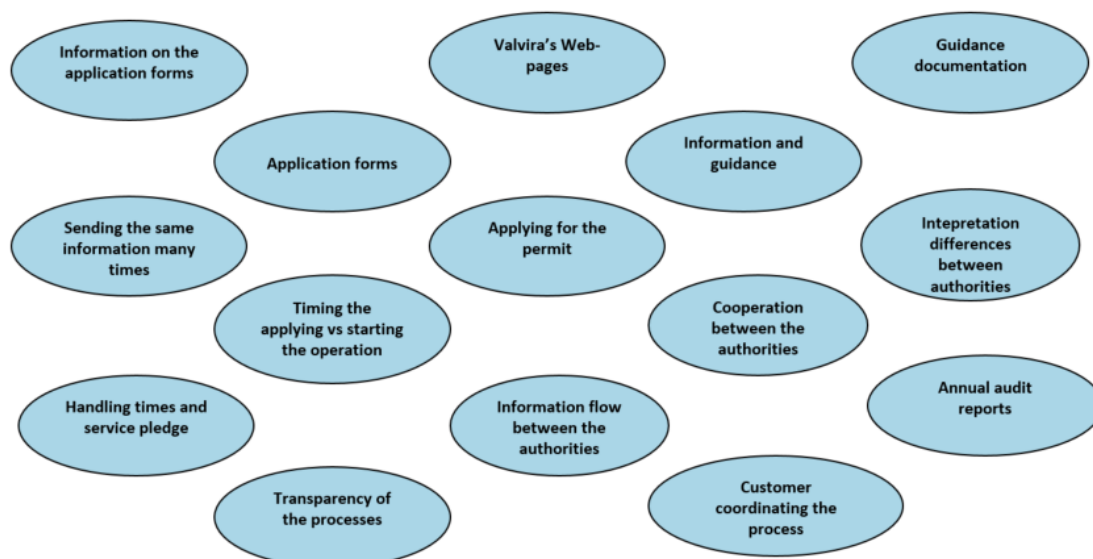 Information on the
application forms
Valvira's Web-
pages
Guidance
documentation
Application forms
Information and
guidance
Sending the same
information many
times
Applying for the
permit
Intepretation
differences
between
authorities
Timing the
applying vs starting
the operation
Cooperation
between the
authorities
Handling times and
service pledge
Information flow
between the
authorities
Annual audit
reports
Transparency of
the processes
Customer
coordinating the
process